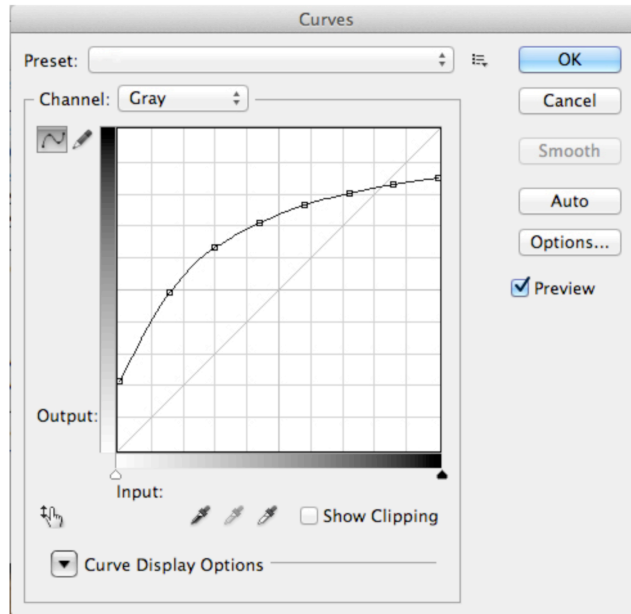 Curves
Preset:
OK
Channel: Gray
Cancel
Smooth
Auto
Options...
Preview
Output:
Input:
Show Clipping
Curve Display Options